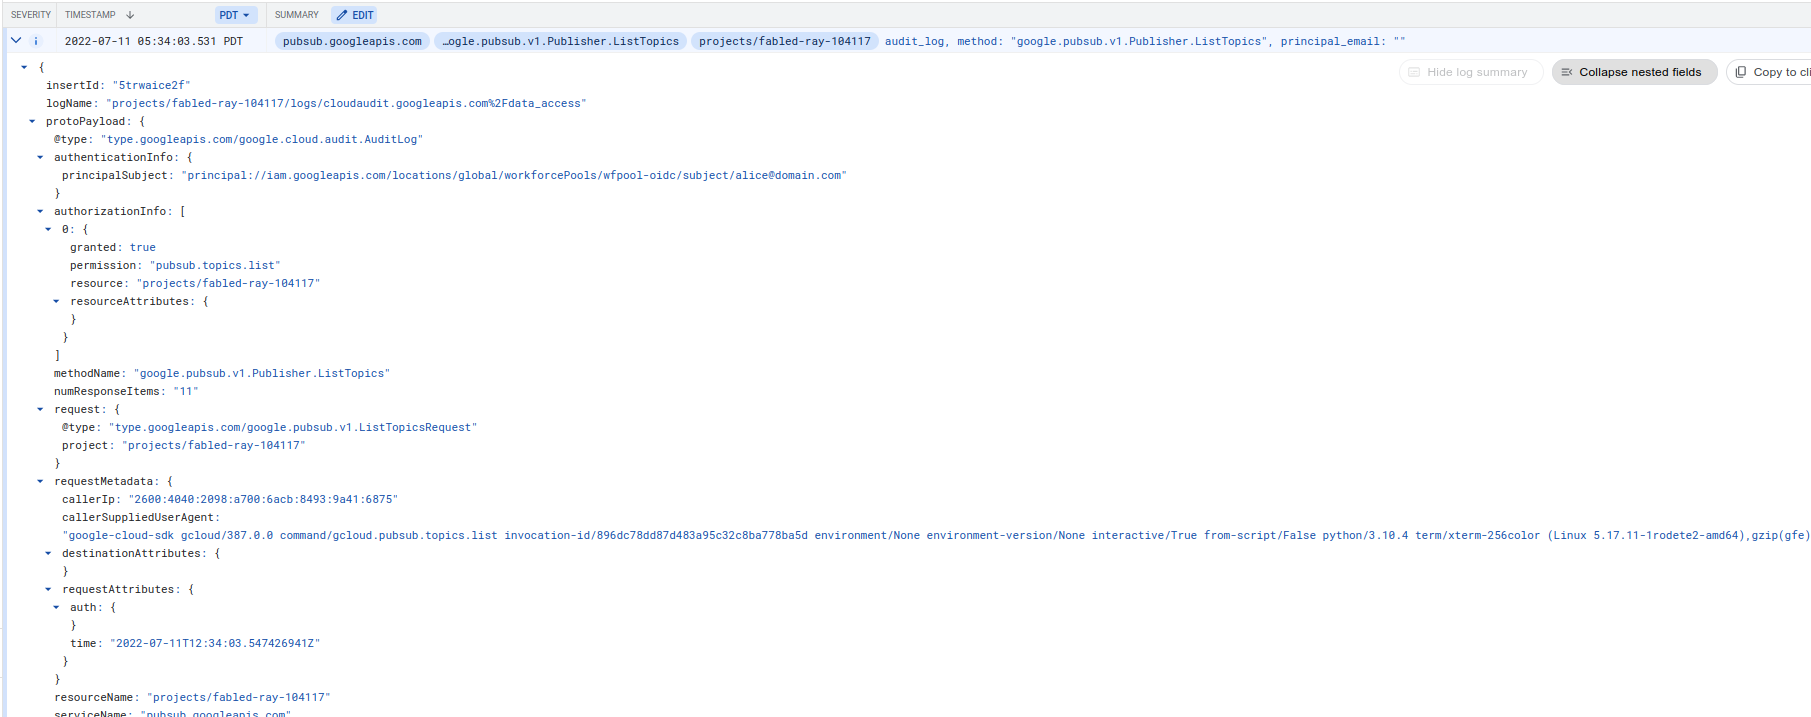 SEVERITY TIMESTAMP PDT SUMMARY EDIT
2022-07-11 05:34:03.531 PDT pubsub.googleapis.com …ogle.pubsub.v1.Publisher.ListTopics projects/fabled-ray-104117 audit_log, method: "google.pubsub.v1.Publisher.ListTopics", principal_email: ""
{
Hide log summary Collapse nested fields Copy to cli
insertId: "5trwaice2f"
logName: "projects/fabled-ray-104117/logs/cloudaudit.googleapis.com%2Fdata_access"
protoPayload: {
@type: "type.googleapis.com/google.cloud.audit.AuditLog"
authenticationInfo: {
principalSubject: "principal://iam.googleapis.com/locations/global/workforcePools/wfpool-oidc/subject/alice@domain.com"
}
authorizationInfo: [
0: {
granted: true
permission: "pubsub.topics.list"
resource: "projects/fabled-ray-104117"
resourceAttributes: {
}
}
]
methodName: "google.pubsub.v1.Publisher.ListTopics"
numResponseItems: "11"
request: {
@type: "type.googleapis.com/google.pubsub.v1.ListTopicsRequest"
project: "projects/fabled-ray-104117"
}
requestMetadata: {
callerIp: "2600:4040:2098:a700:6acb:8493:9a41:6875"
callerSuppliedUserAgent:
"google-cloud-sdk gcloud/387.0.0 command/gcloud.pubsub.topics.list invocation-id/896dc78dd87d483a95c32c8ba778ba5d environment/None environment-version/None interactive/True from-script/False python/3.10.4 term/xterm-256color (Linux 5.17.11-1rodete2-amd64),gzip(gfe)
destinationAttributes: {
}
requestAttributes: {
auth: {
}
time: "2022-07-11T12:34:03.547426941Z"
}
}
resourceName: "projects/fabled-ray-104117"
serviceName: "pubsub.googleapis.com"